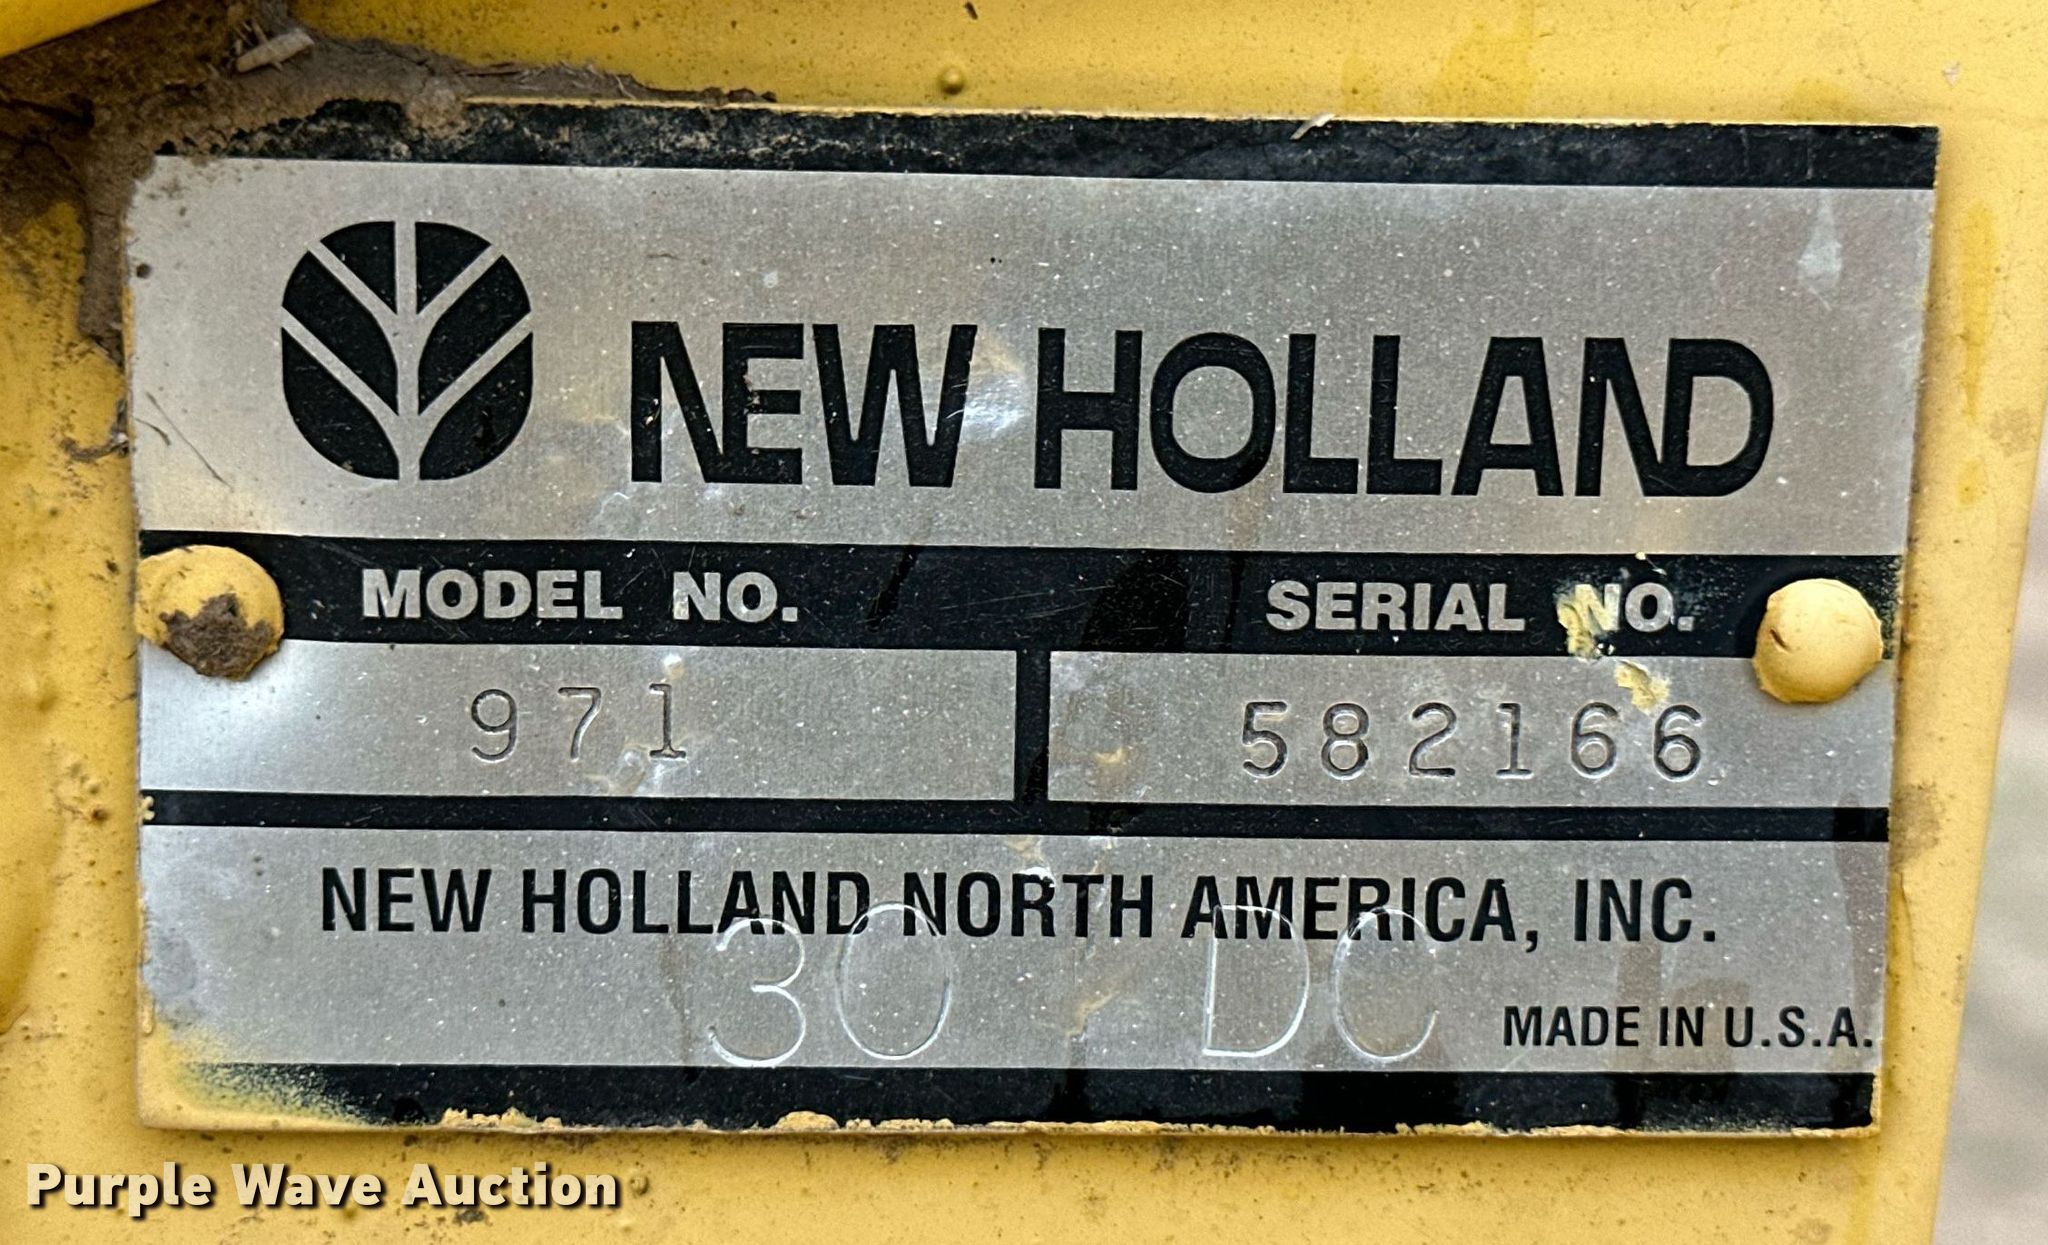 NEW HOLLAND
MODEL NO. SERIAL NO.
971 582166
NEW HOLLAND NORTH AMERICA, INC.
30 DC
MADE IN U.S.A.
Purple Wave Auction